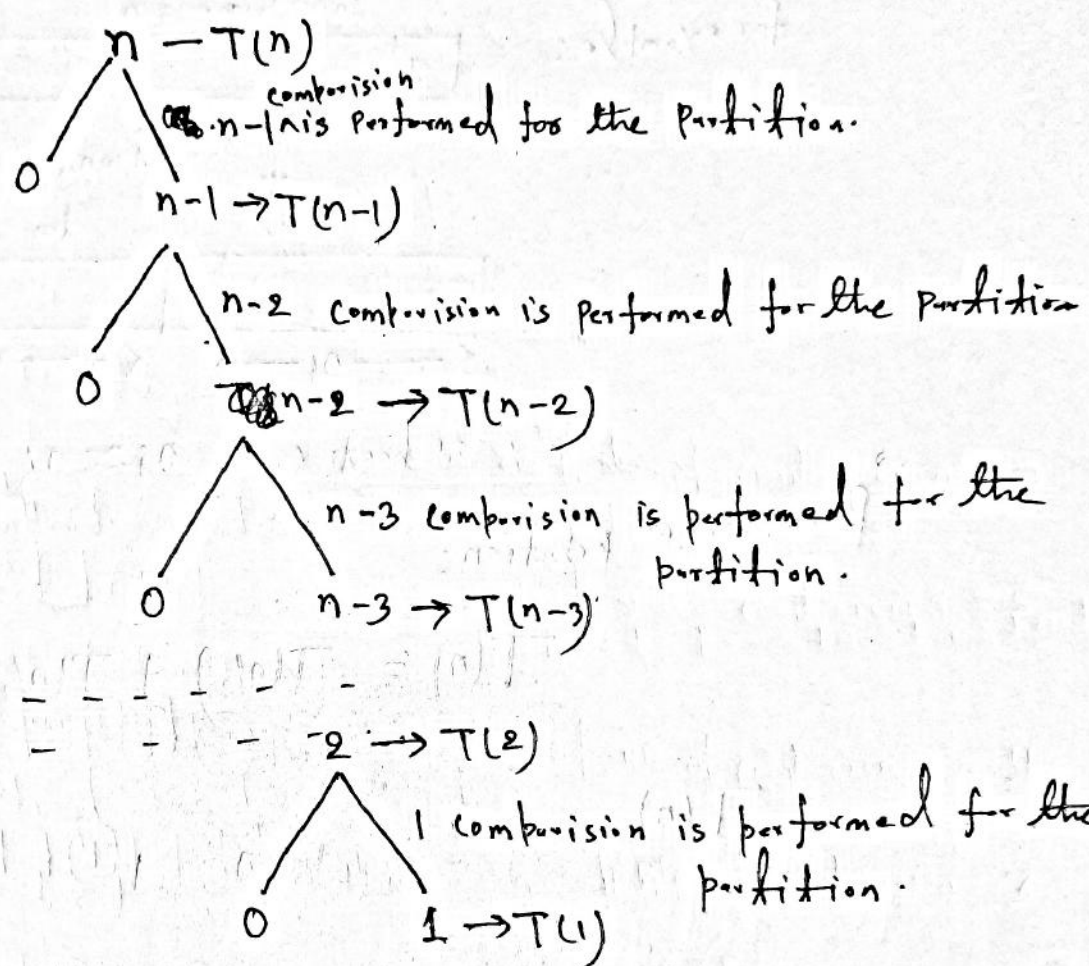 n — T(n)
comparision
n-1 ^ is Performed for the Partition.
0
n-1 → T(n-1)
n-2 comparision is performed for the Partition
0
n-2 → T(n-2)
n-3 comparision is performed for the
partition.
0
n-3 → T(n-3)
- - - - - -
- - - -2 → T(2)
1 comparision is performed for the
partition.
0
1 → T(1)